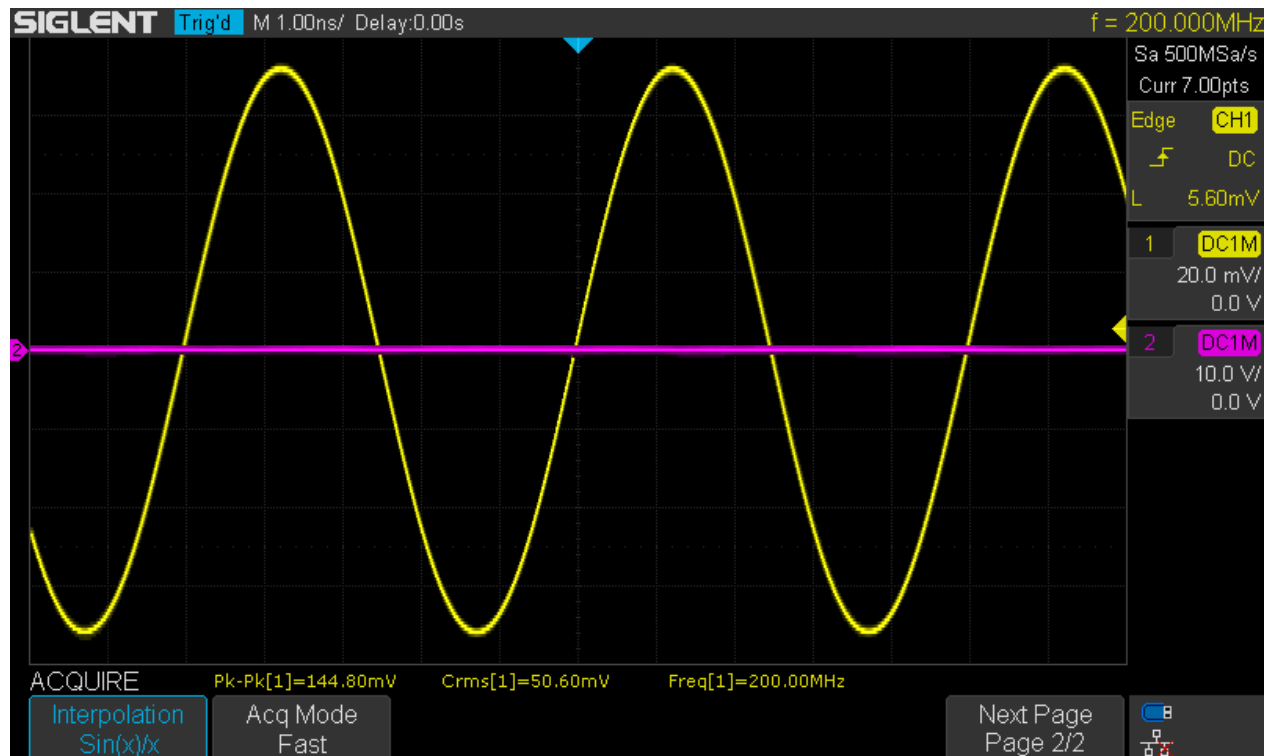 SIGLENT Trig'd M 1.00ns/ Delay:0.00s f = 200.000MHz
Sa 500MSa/s
Curr 7.00pts
Edge CH1
DC
L 5.60mV
1 DC1M
20.0 mV/
0.0 V
2
2 DC1M
10.0 V/
0.0 V
ACQUIRE Pk-Pk[1]=144.80mV Crms[1]=50.60mV Freq[1]=200.00MHz
Interpolation
Sin(x)/x
Acq Mode
Fast
Next Page
Page 2/2